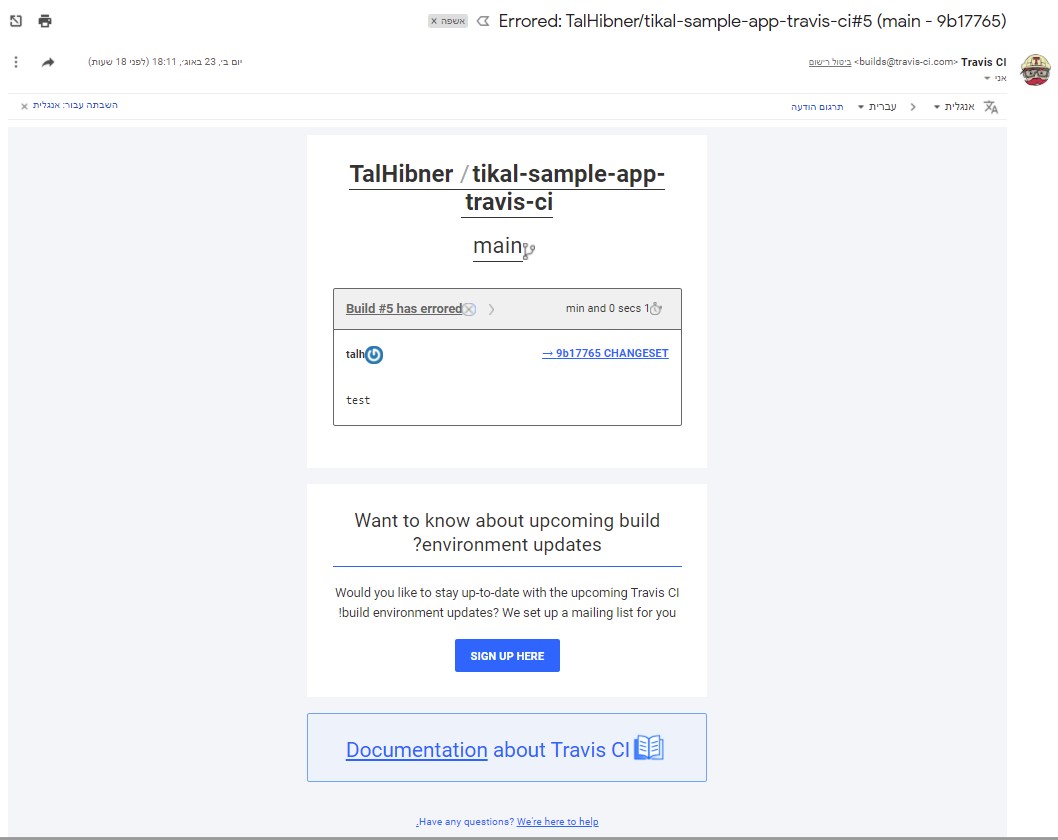 Errored: TalHibner/tikal-sample-app-travis-ci#5 (main - 9b17765)
אשפה x
Travis CI <builds@travis-ci.com> ביטול רישום
יום ב׳, 23 באוג׳, 18:11 (לפני 18 שעות)
אני
אנגלית
עברית
תרגום הודעה
השבתה עבור: אנגלית x
TalHibner / tikal-sample-app-
travis-ci
main
Build #5 has errored
min and 0 secs 1
talh
→ 9b17765 CHANGESET
test
Want to know about upcoming build
?environment updates
Would you like to stay up-to-date with the upcoming Travis CI
!build environment updates? We set up a mailing list for you
SIGN UP HERE
Documentation about Travis CI
.Have any questions? We're here to help